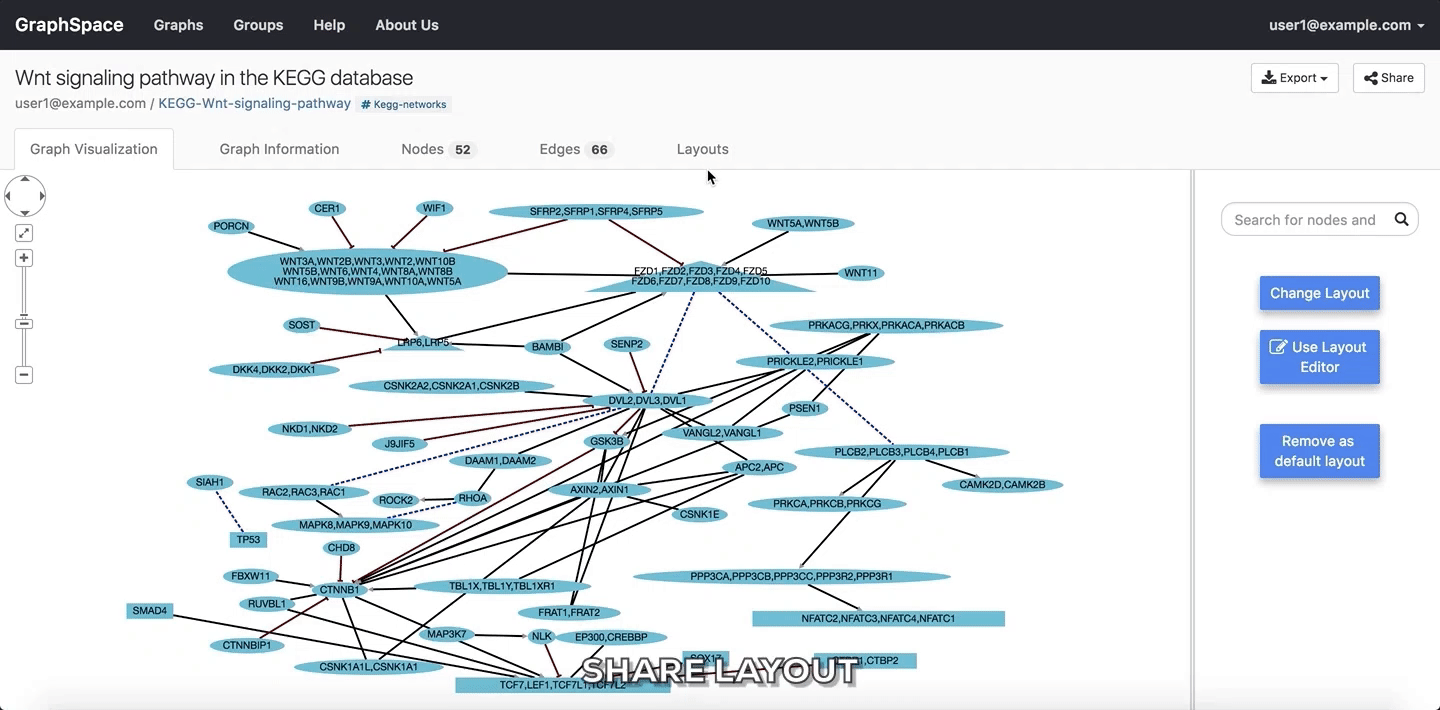 GraphSpace Graphs Groups Help About Us user1@example.com
Wnt signaling pathway in the KEGG database
Export Share
user1@example.com / KEGG-Wnt-signaling-pathway # Kegg-networks
Graph Visualization Graph Information Nodes 52 Edges 66 Layouts
CER1
WIF1
SFRP2,SFRP1,SFRP4,SFRP5
PORCN
WNT5A,WNT5B
WNT3A,WNT2B,WNT3,WNT2,WNT10B
WNT5B,WNT6,WNT4,WNT8A,WNT8B
WNT16,WNT9B,WNT9A,WNT10A,WNT5A
FZD1,FZD2,FZD3,FZD4,FZD5
FZD6,FZD7,FZD8,FZD9,FZD10
WNT11
SOST
PRKACG,PRKX,PRKACA,PRKACB
LRP6,LRP5
BAMBI
SENP2
PRICKLE2,PRICKLE1
DKK4,DKK2,DKK1
CSNK2A2,CSNK2A1,CSNK2B
DVL2,DVL3,DVL1
PSEN1
NKD1,NKD2
J9JIF5
GSK3B
VANGL2,VANGL1
PLCB2,PLCB3,PLCB4,PLCB1
DAAM1,DAAM2
APC2,APC
SIAH1
RAC2,RAC3,RAC1
ROCK2
RHOA
AXIN2,AXIN1
CAMK2D,CAMK2B
PRKCA,PRKCB,PRKCG
MAPK8,MAPK9,MAPK10
CSNK1E
TP53
CHD8
FBXW11
CTNNB1
TBL1X,TBL1Y,TBL1XR1
PPP3CA,PPP3CB,PPP3CC,PPP3R2,PPP3R1
RUVBL1
SMAD4
FRAT1,FRAT2
NFATC2,NFATC3,NFATC4,NFATC1
CTNNBIP1
MAP3K7
NLK
EP300,CREBBP
CSNK1A1L,CSNK1A1
SOX17
CTBP2
TCF7,LEF1,TCF7L1,TCF7L2
SHARE LAYOUT
Search for nodes and
Change Layout
Use Layout
Editor
Remove as
default layout